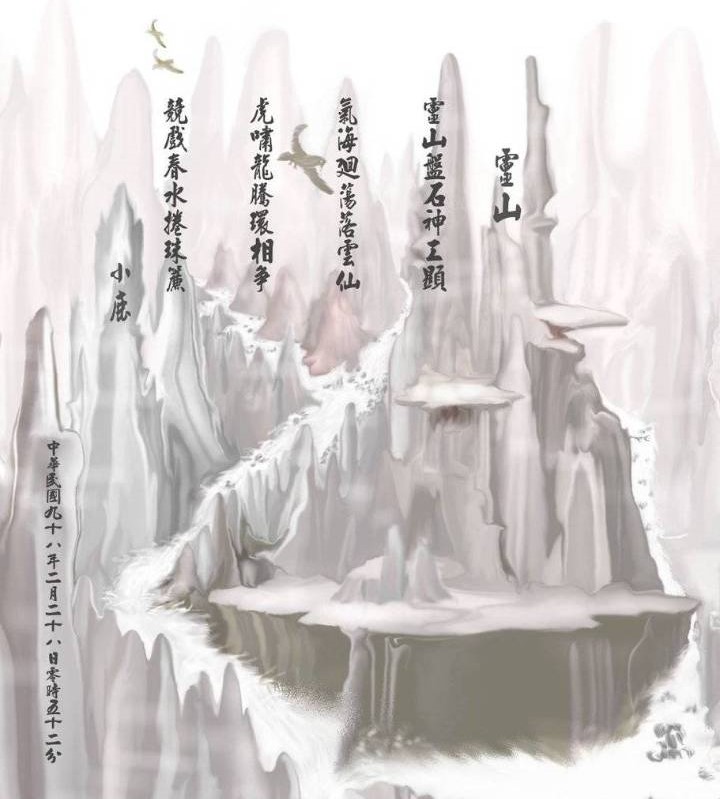 靈山
靈山盤石神工顯
氣海廻蕩落雲仙
虎嘯龍騰環相爭
競戲春水捲珠簾
小鹿
中華民國九十八年二月二十八日零時五十二分